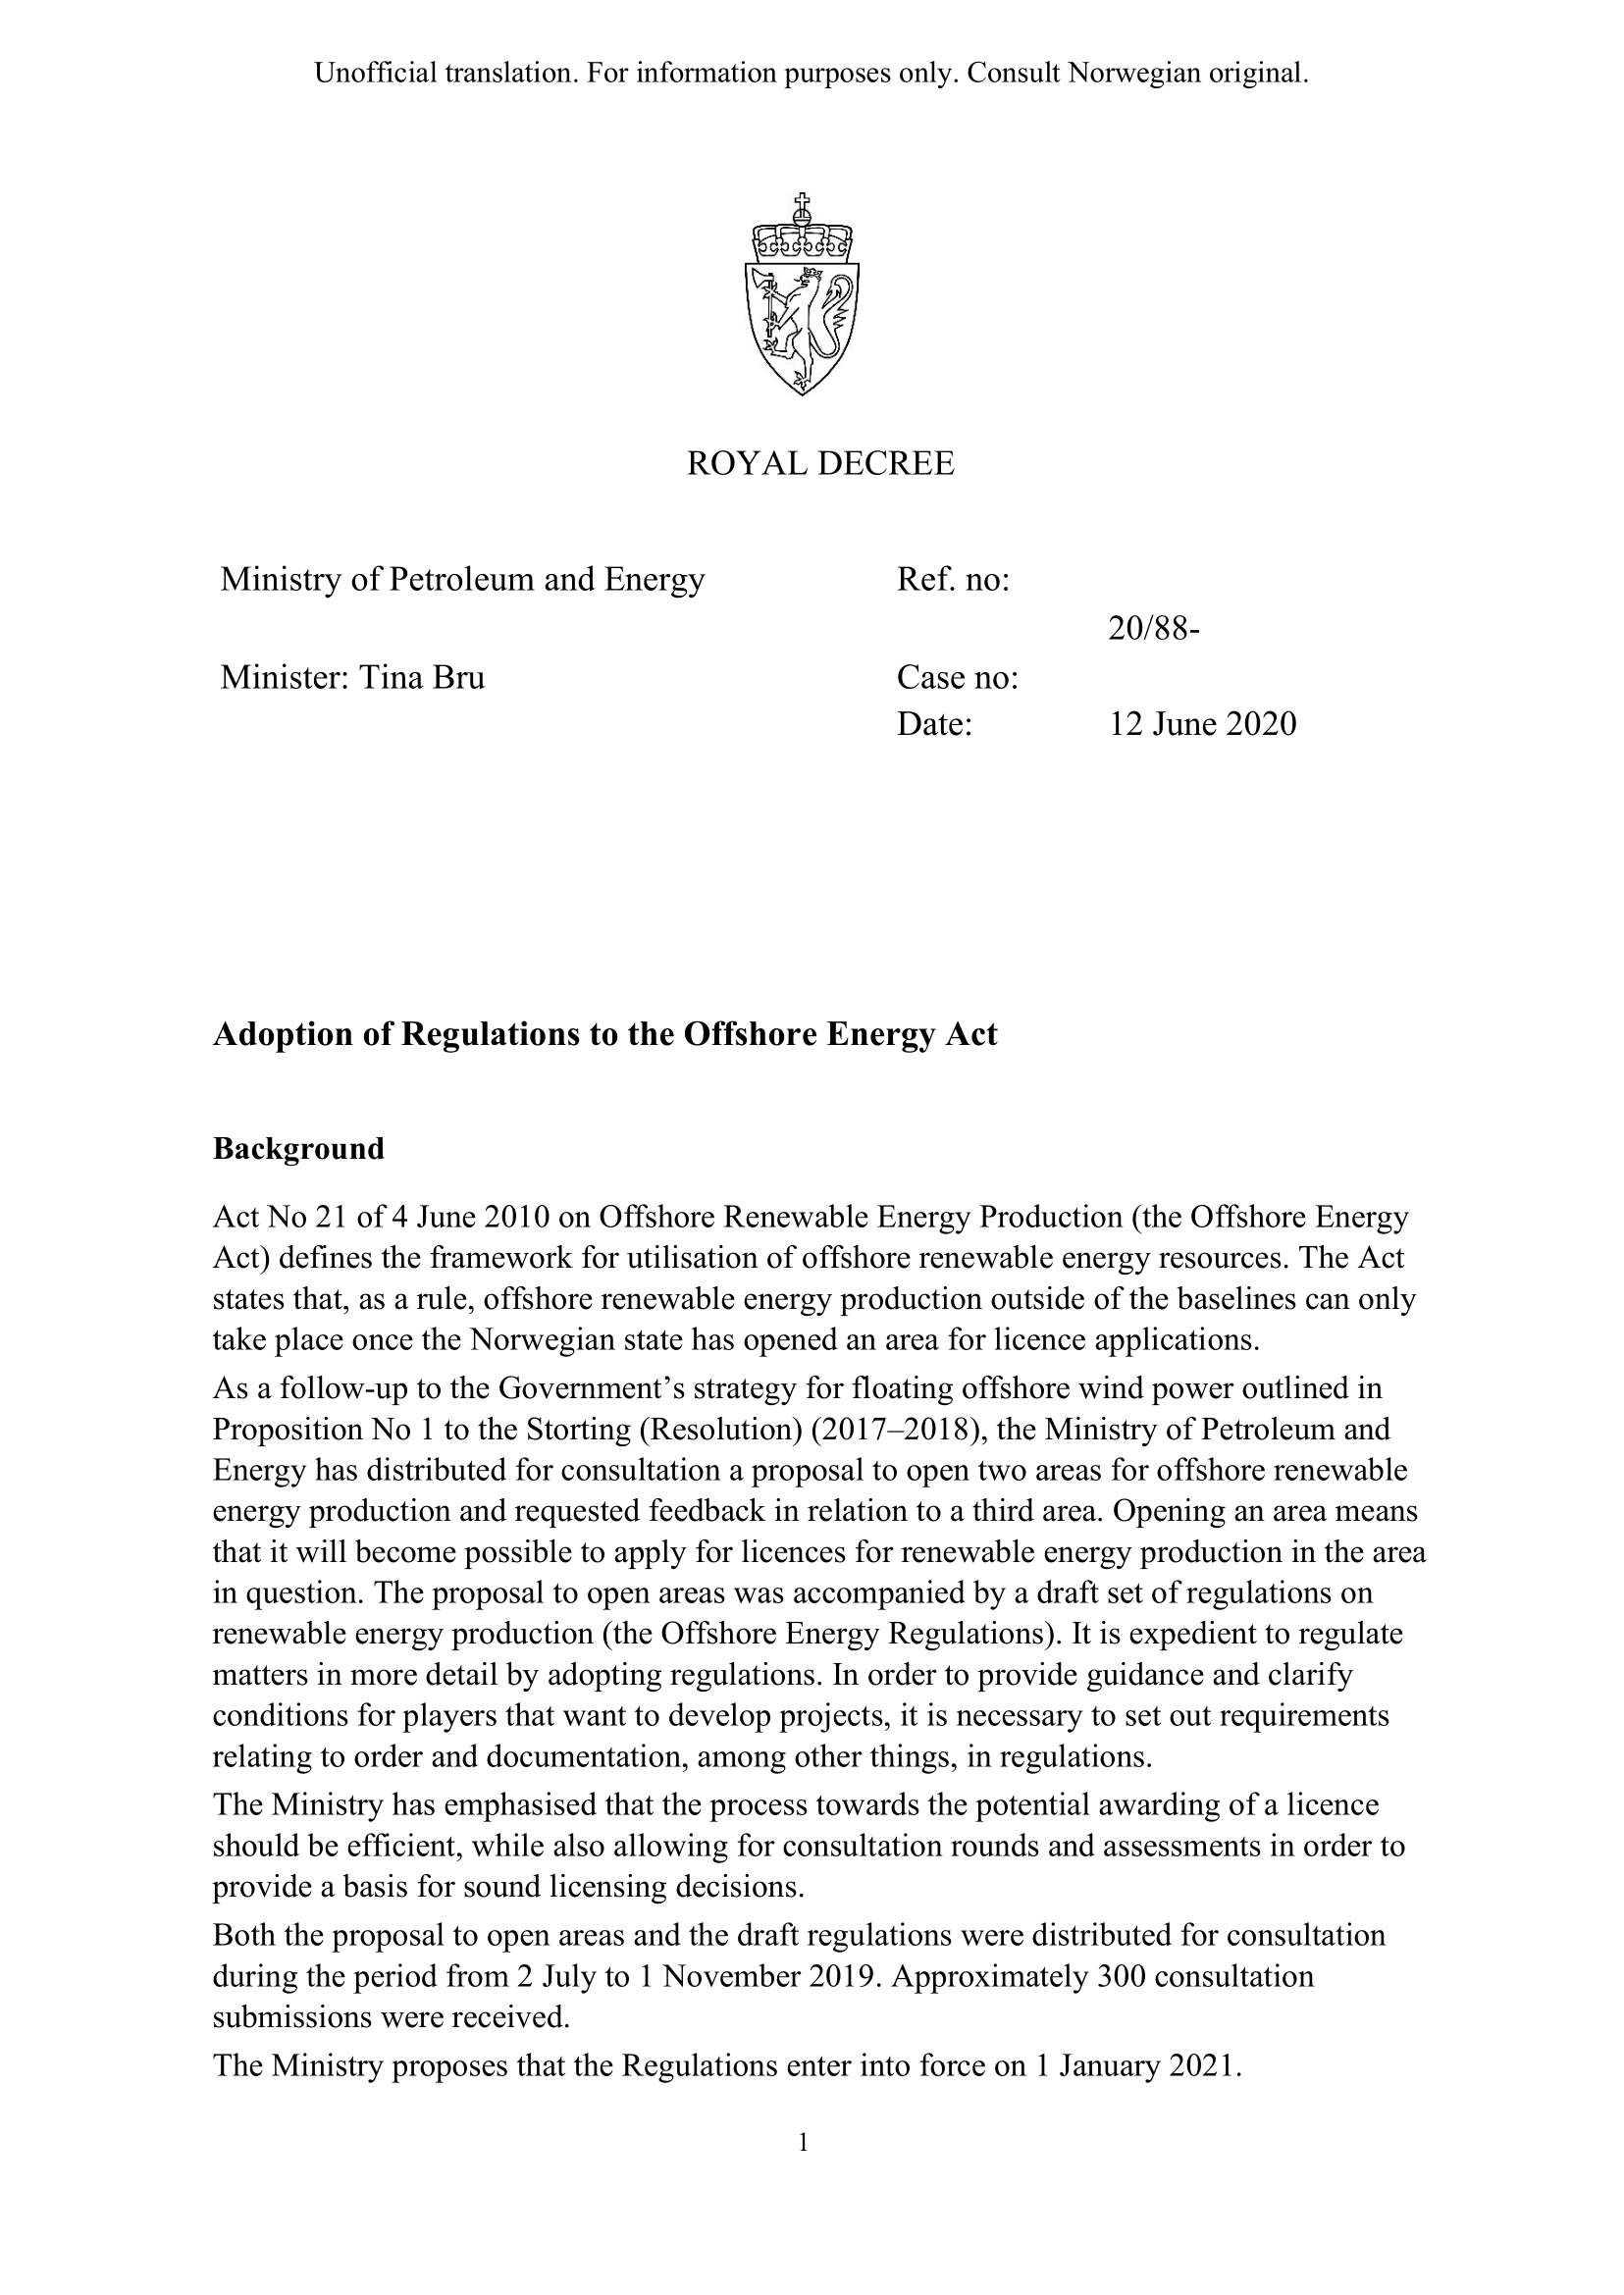 Unofficial translation. For information purposes only. Consult Norwegian original.
ROYAL DECREE
Ministry of Petroleum and Energy
Ref. no:
20/88-
Minister: Tina Bru
Case no:
Date: 12 June 2020
Adoption of Regulations to the Offshore Energy Act
Background
Act No 21 of 4 June 2010 on Offshore Renewable Energy Production (the Offshore Energy
Act) defines the framework for utilisation of offshore renewable energy resources. The Act
states that, as a rule, offshore renewable energy production outside of the baselines can only
take place once the Norwegian state has opened an area for licence applications.
As a follow-up to the Government’s strategy for floating offshore wind power outlined in
Proposition No 1 to the Storting (Resolution) (2017–2018), the Ministry of Petroleum and
Energy has distributed for consultation a proposal to open two areas for offshore renewable
energy production and requested feedback in relation to a third area. Opening an area means
that it will become possible to apply for licences for renewable energy production in the area
in question. The proposal to open areas was accompanied by a draft set of regulations on
renewable energy production (the Offshore Energy Regulations). It is expedient to regulate
matters in more detail by adopting regulations. In order to provide guidance and clarify
conditions for players that want to develop projects, it is necessary to set out requirements
relating to order and documentation, among other things, in regulations.
The Ministry has emphasised that the process towards the potential awarding of a licence
should be efficient, while also allowing for consultation rounds and assessments in order to
provide a basis for sound licensing decisions.
Both the proposal to open areas and the draft regulations were distributed for consultation
during the period from 2 July to 1 November 2019. Approximately 300 consultation
submissions were received.
The Ministry proposes that the Regulations enter into force on 1 January 2021.
1